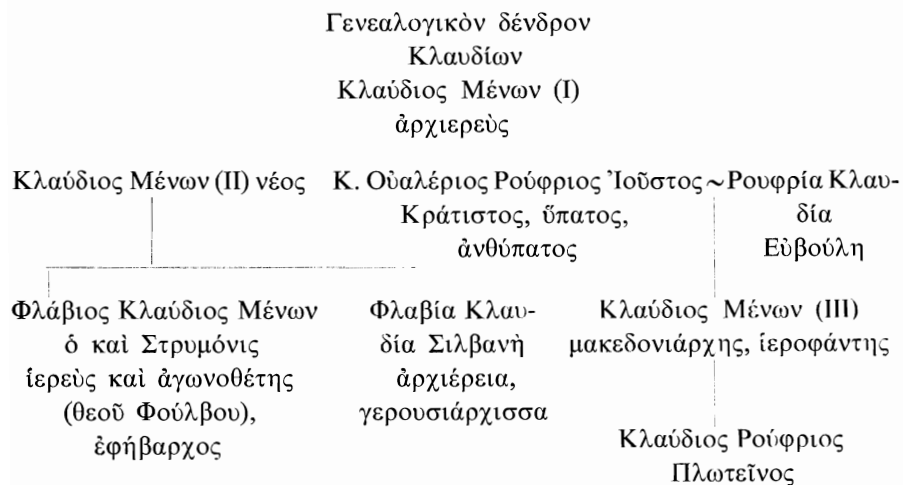 Γενεαλογικὸν δένδρον
Κλαυδίων
Κλαύδιος Μένων (I)
ἀρχιερεὺς
Κλαύδιος Μένων (II) νέος
Κ. Οὐαλέριος Ρούφριος Ἰοῦστος ~ Ρουφρία Κλαυ-
Κράτιστος, ὕπατος,
ἀνθύπατος
δία
Εὐβούλη
Φλάβιος Κλαύδιος Μένων
ὁ καὶ Στρυμόνις
ἱερεὺς καὶ ἀγωνοθέτης
(θεοῦ Φούλβου),
ἐφήβαρχος
Φλαβία Κλαυ-
δία Σιλβανὴ
ἀρχιέρεια,
γερουσιάρχισσα
Κλαύδιος Μένων (III)
μακεδονιάρχης, ἱεροφάντης
Κλαύδιος Ρούφριος
Πλωτεῖνος